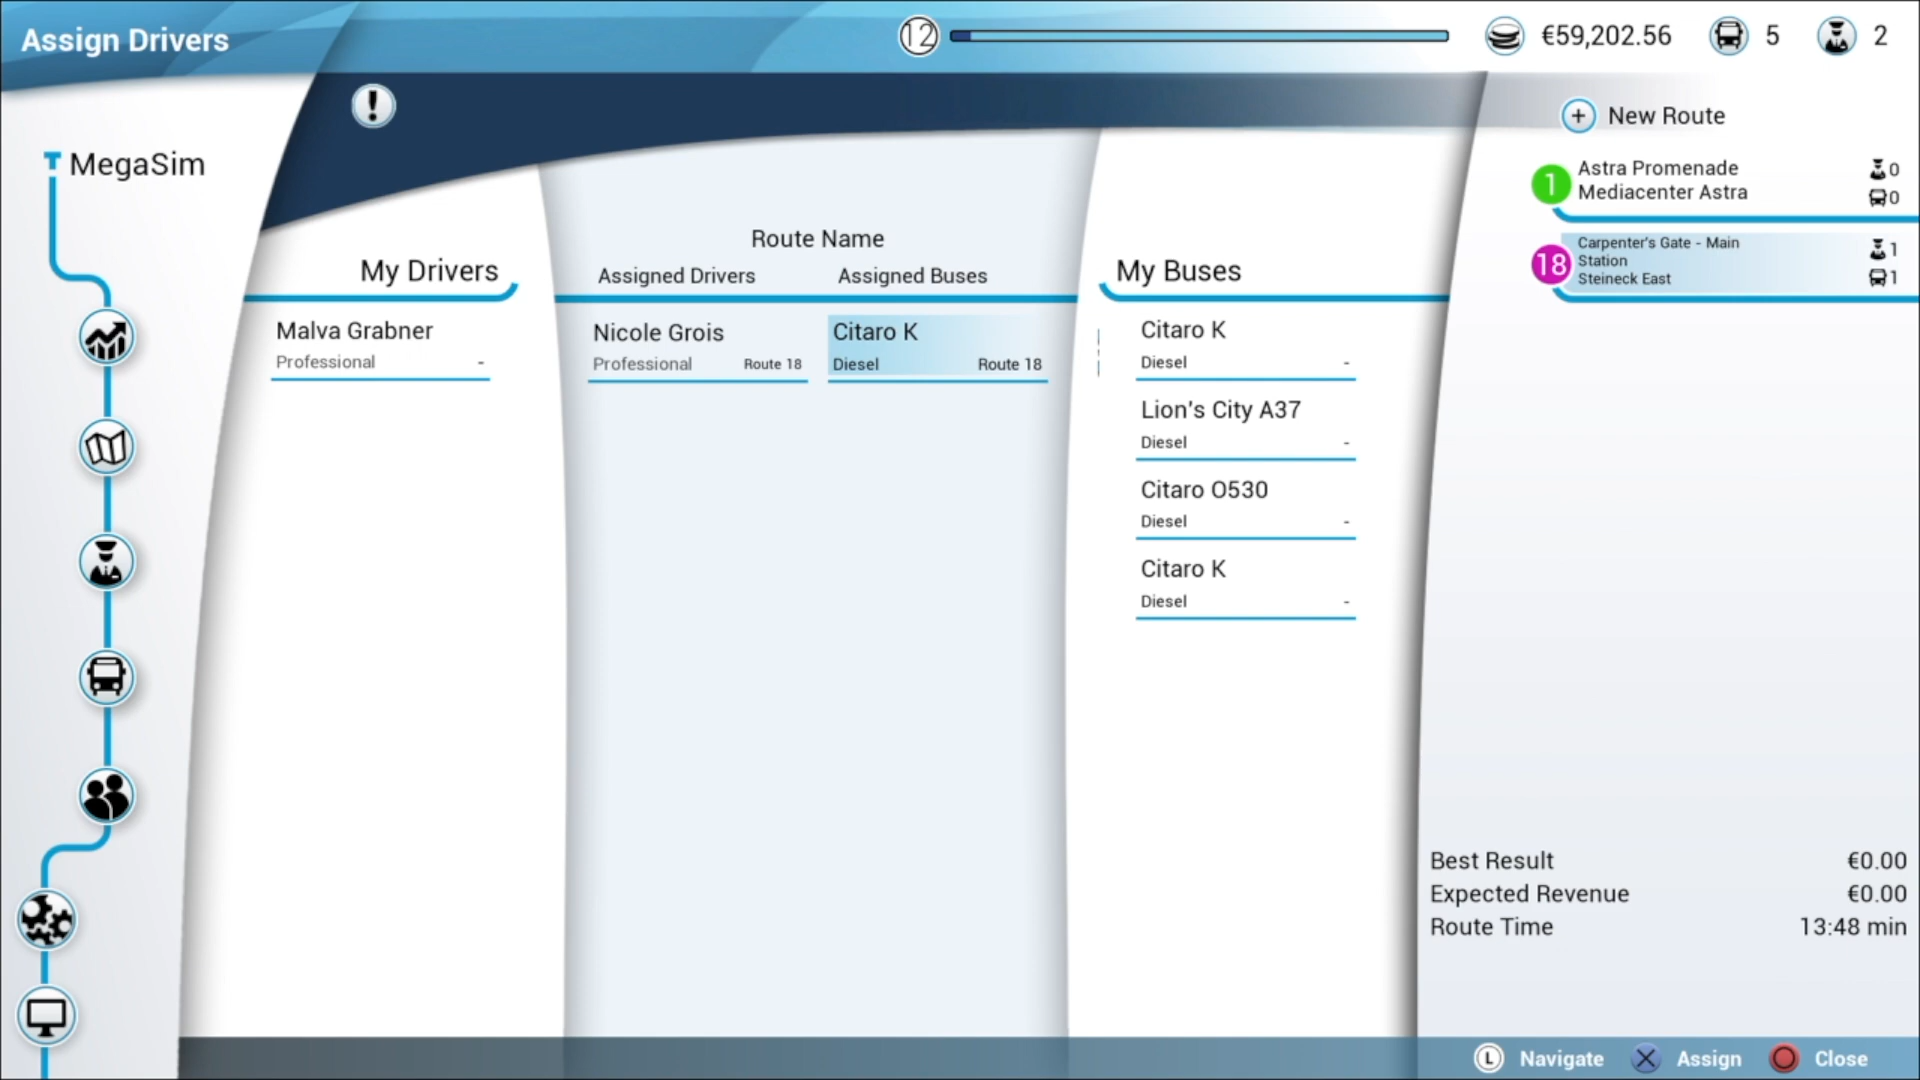 Assign Drivers
12
€59,202.56
5
2
!
+ New Route
MegaSim
1
Astra Promenade
Mediacenter Astra
0
0
18
Carpenter's Gate - Main
Station
Steineck East
1
1
My Drivers
Route Name
Assigned Drivers
Assigned Buses
My Buses
Malva Grabner
Professional -
Nicole Grois
Professional Route 18
Citaro K
Diesel Route 18
Citaro K
Diesel -
Lion's City A37
Diesel -
Citaro O530
Diesel -
Citaro K
Diesel -
Best Result €0.00
Expected Revenue €0.00
Route Time 13:48 min
L Navigate
Assign
Close